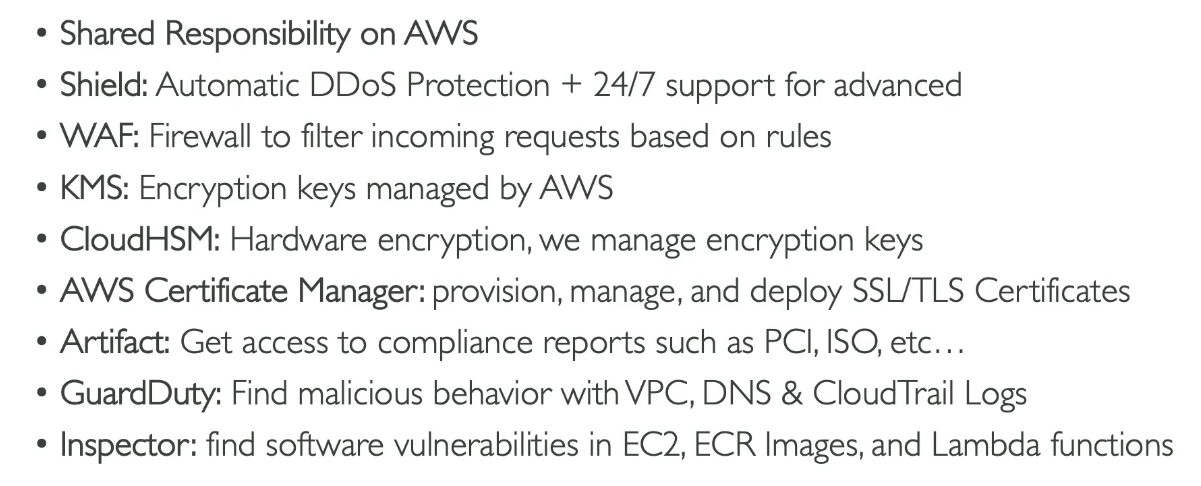 • Shared Responsibility on AWS
• Shield: Automatic DDoS Protection + 24/7 support for advanced
• WAF: Firewall to filter incoming requests based on rules
• KMS: Encryption keys managed by AWS
• CloudHSM: Hardware encryption, we manage encryption keys
• AWS Certificate Manager: provision, manage, and deploy SSL/TLS Certificates
• Artifact: Get access to compliance reports such as PCI, ISO, etc…
• GuardDuty: Find malicious behavior with VPC, DNS & CloudTrail Logs
• Inspector: find software vulnerabilities in EC2, ECR Images, and Lambda functions